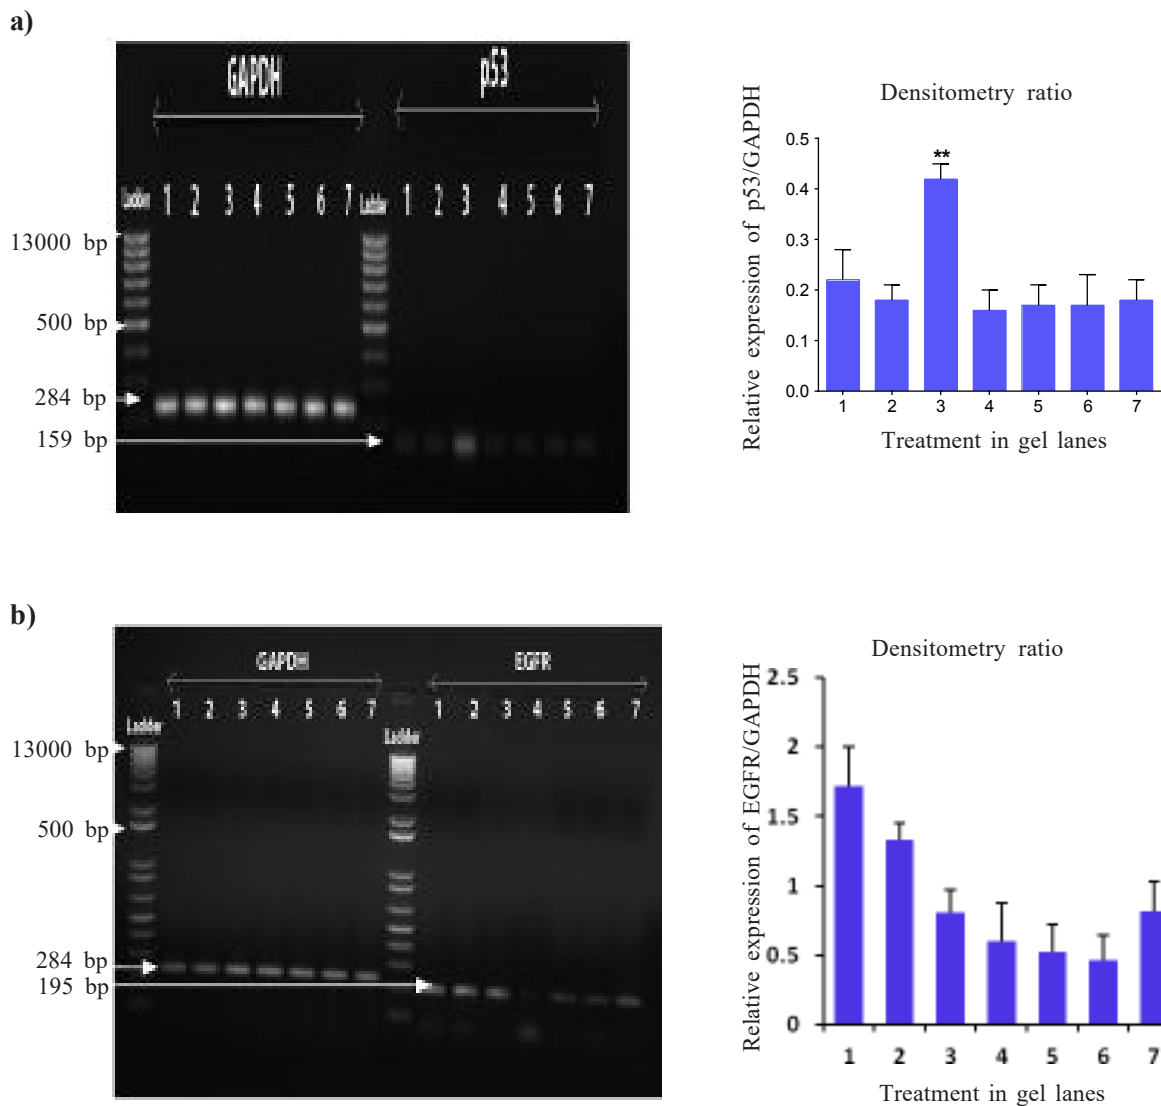 a)
GAPDH
p53
Ladder 1 2 3 4 5 6 7 Ladder 1 2 3 4 5 6 7
13000 bp
500 bp
284 bp
159 bp
Densitometry ratio
Relative expression of p53/GAPDH
0.5
0.4
0.3
0.2
0.1
0.0
**
1 2 3 4 5 6 7
Treatment in gel lanes
b)
GAPDH
EGFR
1 2 3 4 5 6 7
1 2 3 4 5 6 7
Ladder
Ladder
13000 bp
500 bp
284 bp
195 bp
Densitometry ratio
Relative expression of EGFR/GAPDH
2.5
2
1.5
1
0.5
0
1 2 3 4 5 6 7
Treatment in gel lanes